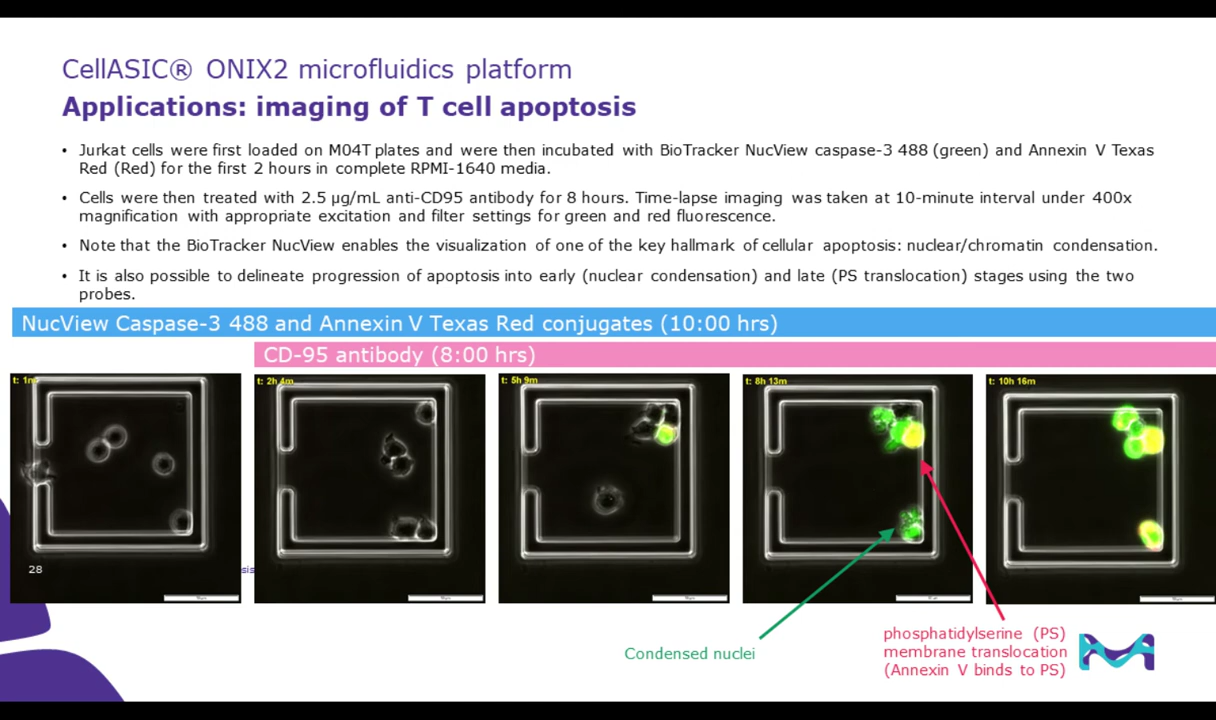 CellASIC® ONIX2 microfluidics platform
Applications: imaging of T cell apoptosis
• Jurkat cells were first loaded on M04T plates and were then incubated with BioTracker NucView caspase-3 488 (green) and Annexin V Texas
Red (Red) for the first 2 hours in complete RPMI-1640 media.
• Cells were then treated with 2.5 µg/mL anti-CD95 antibody for 8 hours. Time-lapse imaging was taken at 10-minute interval under 400x
magnification with appropriate excitation and filter settings for green and red fluorescence.
• Note that the BioTracker NucView enables the visualization of one of the key hallmark of cellular apoptosis: nuclear/chromatin condensation.
• It is also possible to delineate progression of apoptosis into early (nuclear condensation) and late (PS translocation) stages using the two
probes.
NucView Caspase-3 488 and Annexin V Texas Red conjugates (10:00 hrs)
CD-95 antibody (8:00 hrs)
t: 1m
t: 2h 4m
t: 5h 9m
t: 8h 13m
t: 10h 16m
28
sis
Condensed nuclei
phosphatidylserine (PS)
membrane translocation
(Annexin V binds to PS)